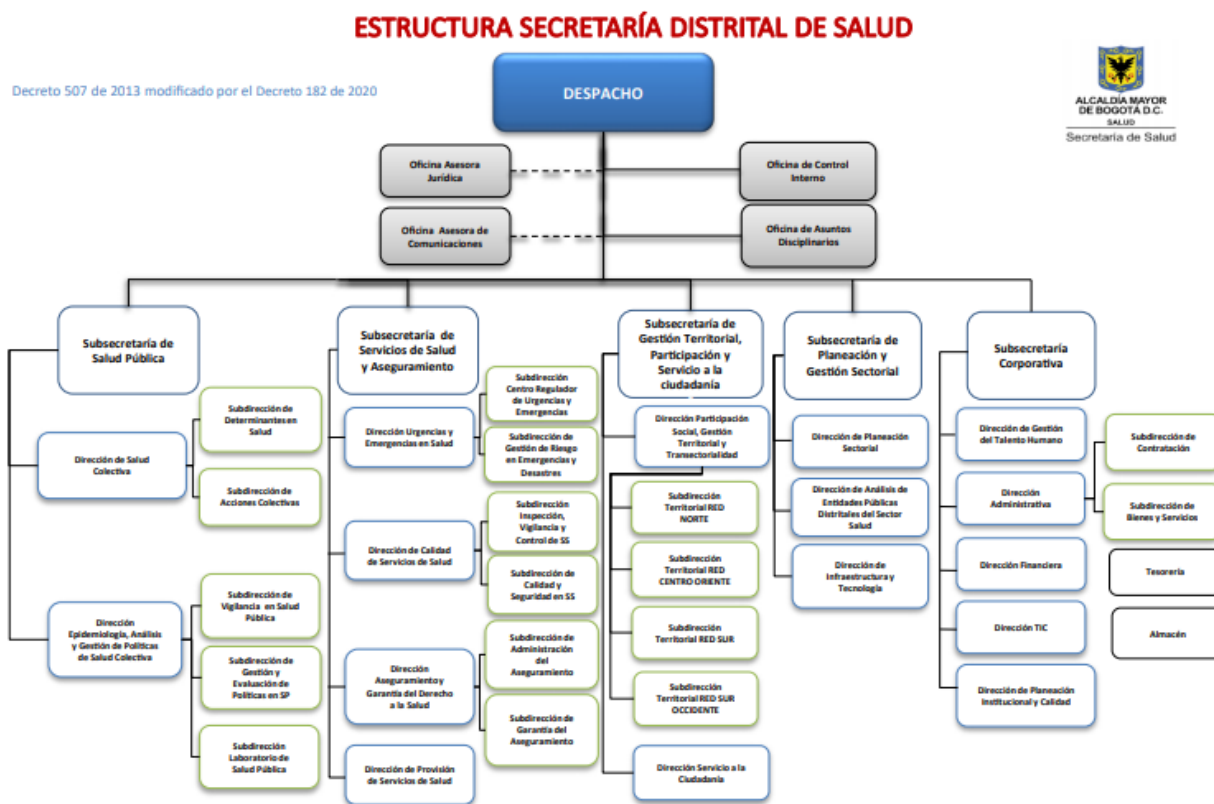 ESTRUCTURA SECRETARÍA DISTRITAL DE SALUD
Decreto 507 de 2013 modificado por el Decreto 182 de 2020
DESPACHO
ALCALDÍA MAYOR
DE BOGOTÁ D.C.
SALUD
Secretaría de Salud
Oficina Asesora
Jurídica
Oficina de Control
Interno
Oficina Asesora de
Comunicaciones
Oficina de Asuntos
Disciplinarios
Subsecretaría de
Salud Pública
Dirección de Salud
Colectiva
Subdirección de
Determinantes en
Salud
Subdirección de
Acciones Colectivas
Dirección
Epidemiología, Análisis
y Gestión de Políticas
de Salud Colectiva
Subdirección de
Vigilancia en Salud
Pública
Subdirección de
Gestión y
Evaluación de
Políticas en SP
Subdirección
Laboratorio de
Salud Pública
Subsecretaría de
Servicios de Salud
y Aseguramiento
Dirección Urgencias y
Emergencias en Salud
Subdirección
Centro Regulador
de Urgencias y
Emergencias
Subdirección de
Gestión de Riesgo
en Emergencias y
Desastres
Dirección de Calidad
de Servicios de Salud
Subdirección
Inspección,
Vigilancia y
Control de SS
Subdirección de
Calidad y
Seguridad en SS
Dirección
Aseguramiento y
Garantía del Derecho
a la Salud
Subdirección de
Administración
del
Aseguramiento
Subdirección de
Garantía del
Aseguramiento
Dirección de Provisión
de Servicios de Salud
Subsecretaría de
Gestión Territorial,
Participación y
Servicio a la
ciudadanía
Dirección Participación
Social, Gestión
Territorial y
Transectorialidad
Subdirección
Territorial RED
NORTE
Subdirección
Territorial RED
CENTRO ORIENTE
Subdirección
Territorial RED SUR
Subdirección
Territorial RED SUR
OCCIDENTE
Dirección Servicio a la
Ciudadanía
Subsecretaría de
Planeación y
Gestión Sectorial
Dirección de Planeación
Sectorial
Dirección de Análisis de
Entidades Públicas
Distritales del Sector
Salud
Dirección de
Infraestructura y
Tecnología
Subsecretaría
Corporativa
Dirección de Gestión
del Talento Humano
Dirección
Administrativa
Subdirección de
Contratación
Subdirección de
Bienes y Servicios
Dirección Financiera
Tesorería
Dirección TIC
Almacén
Dirección de Planeación
Institucional y Calidad